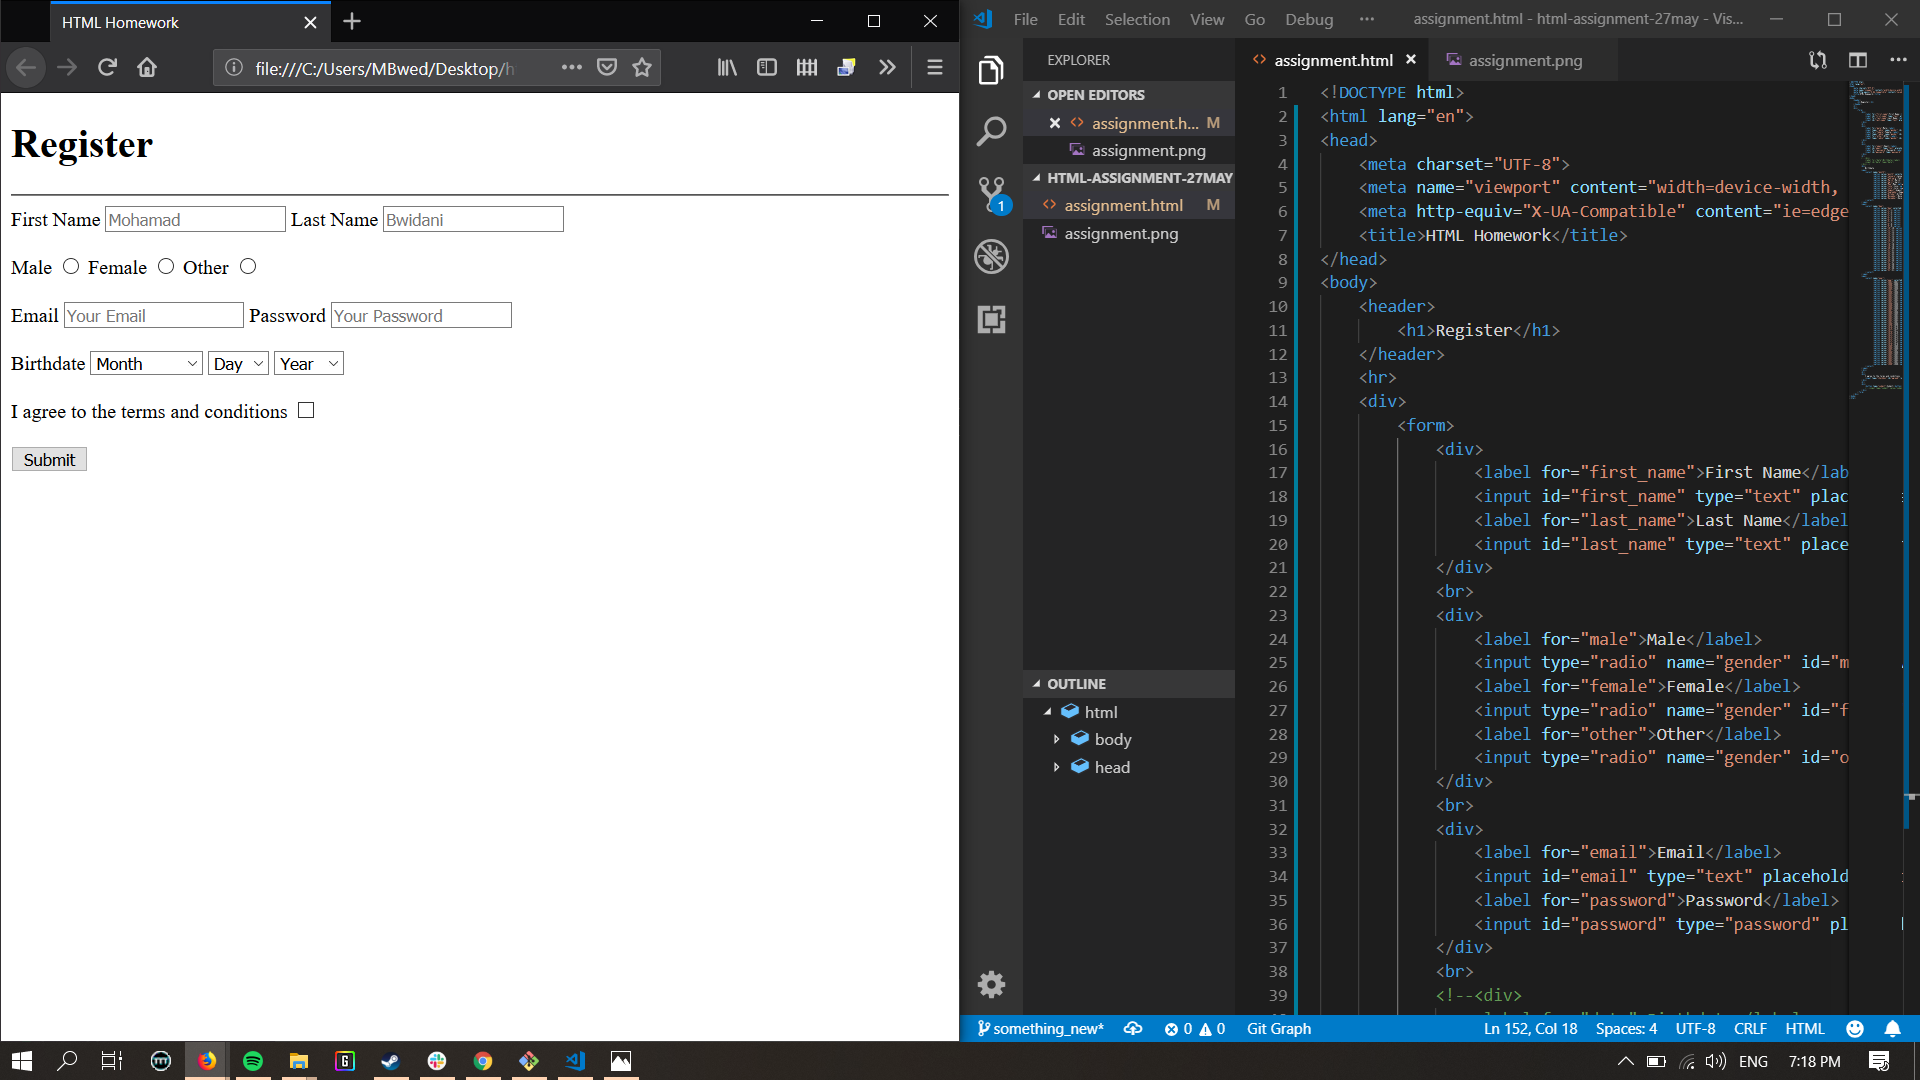 HTML Homework
file:///C:/Users/MBwed/Desktop/h
Register
First Name Mohamad Last Name Bwidani
Male Female Other
Email Your Email Password Your Password
Birthdate Month Day Year
I agree to the terms and conditions
Submit
File Edit Selection View Go Debug ··· assignment.html - html-assignment-27may - Vis...
EXPLORER
OPEN EDITORS
assignment.h... M
assignment.png
HTML-ASSIGNMENT-27MAY
assignment.html M
assignment.png
1
OUTLINE
html
body
head
assignment.html assignment.png
1 <!DOCTYPE html>
2 <html lang="en">
3 <head>
4 <meta charset="UTF-8">
5 <meta name="viewport" content="width=device-width,
6 <meta http-equiv="X-UA-Compatible" content="ie=edge
7 <title>HTML Homework</title>
8 </head>
9 <body>
10 <header>
11 <h1>Register</h1>
12 </header>
13 <hr>
14 <div>
15 <form>
16 <div>
17 <label for="first_name">First Name</lab
18 <input id="first_name" type="text" plac
19 <label for="last_name">Last Name</label
20 <input id="last_name" type="text" place
21 </div>
22 <br>
23 <div>
24 <label for="male">Male</label>
25 <input type="radio" name="gender" id="m
26 <label for="female">Female</label>
27 <input type="radio" name="gender" id="f
28 <label for="other">Other</label>
29 <input type="radio" name="gender" id="o
30 </div>
31 <br>
32 <div>
33 <label for="email">Email</label>
34 <input id="email" type="text" placehold
35 <label for="password">Password</label>
36 <input id="password" type="password" pl
37 </div>
38 <br>
39 <!--<div>
something_new* 0 0 Git Graph Ln 152, Col 18 Spaces: 4 UTF-8 CRLF HTML
ENG 7:18 PM